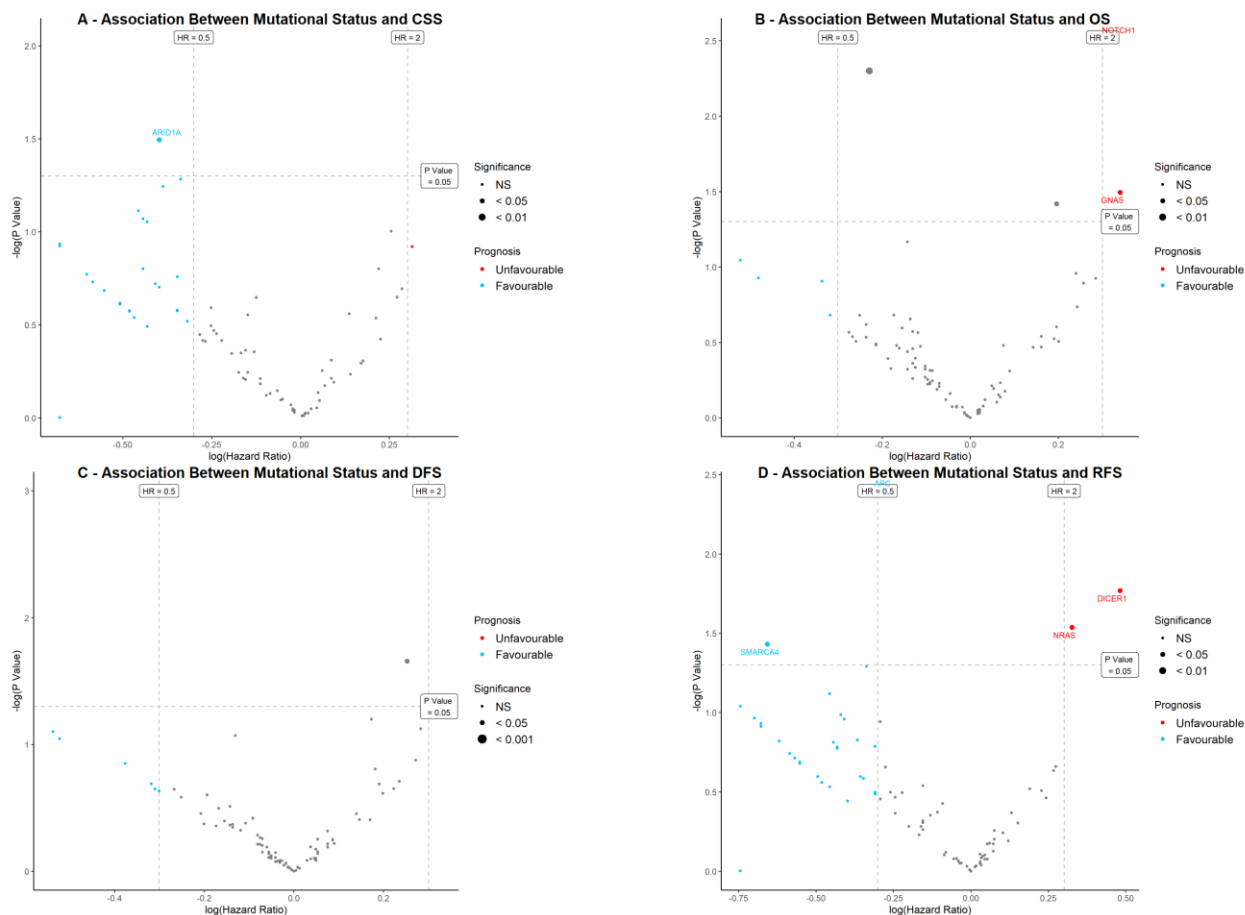 A - Association Between Mutational Status and CSS
HR = 0.5
HR = 2
2.0
1.5
1.0
0.5
0.0
-log(P Value)
ARID1A
P Value
= 0.05
-0.50
-0.25
0.00
0.25
log(Hazard Ratio)
Significance
NS
< 0.05
< 0.01
Prognosis
Unfavourable
Favourable
B - Association Between Mutational Status and OS
NOTCH1
HR = 0.5
HR = 2
2.5
2.0
1.5
1.0
0.5
0.0
-log(P Value)
GNAS
P Value
= 0.05
-0.4
-0.2
0.0
0.2
log(Hazard Ratio)
Significance
NS
< 0.05
< 0.01
Prognosis
Unfavourable
Favourable
C - Association Between Mutational Status and DFS
HR = 0.5
HR = 2
3
2
1
0
-log(P Value)
P Value
= 0.05
-0.4
-0.2
0.0
0.2
log(Hazard Ratio)
Prognosis
Unfavourable
Favourable
Significance
NS
< 0.05
< 0.001
D - Association Between Mutational Status and RFS
APC
HR = 0.5
HR = 2
2.5
2.0
1.5
1.0
0.5
0.0
-log(P Value)
DICER1
NRAS
SMARCA4
P Value
= 0.05
-0.75
-0.50
-0.25
0.00
0.25
0.50
log(Hazard Ratio)
Significance
NS
< 0.05
< 0.01
Prognosis
Unfavourable
Favourable